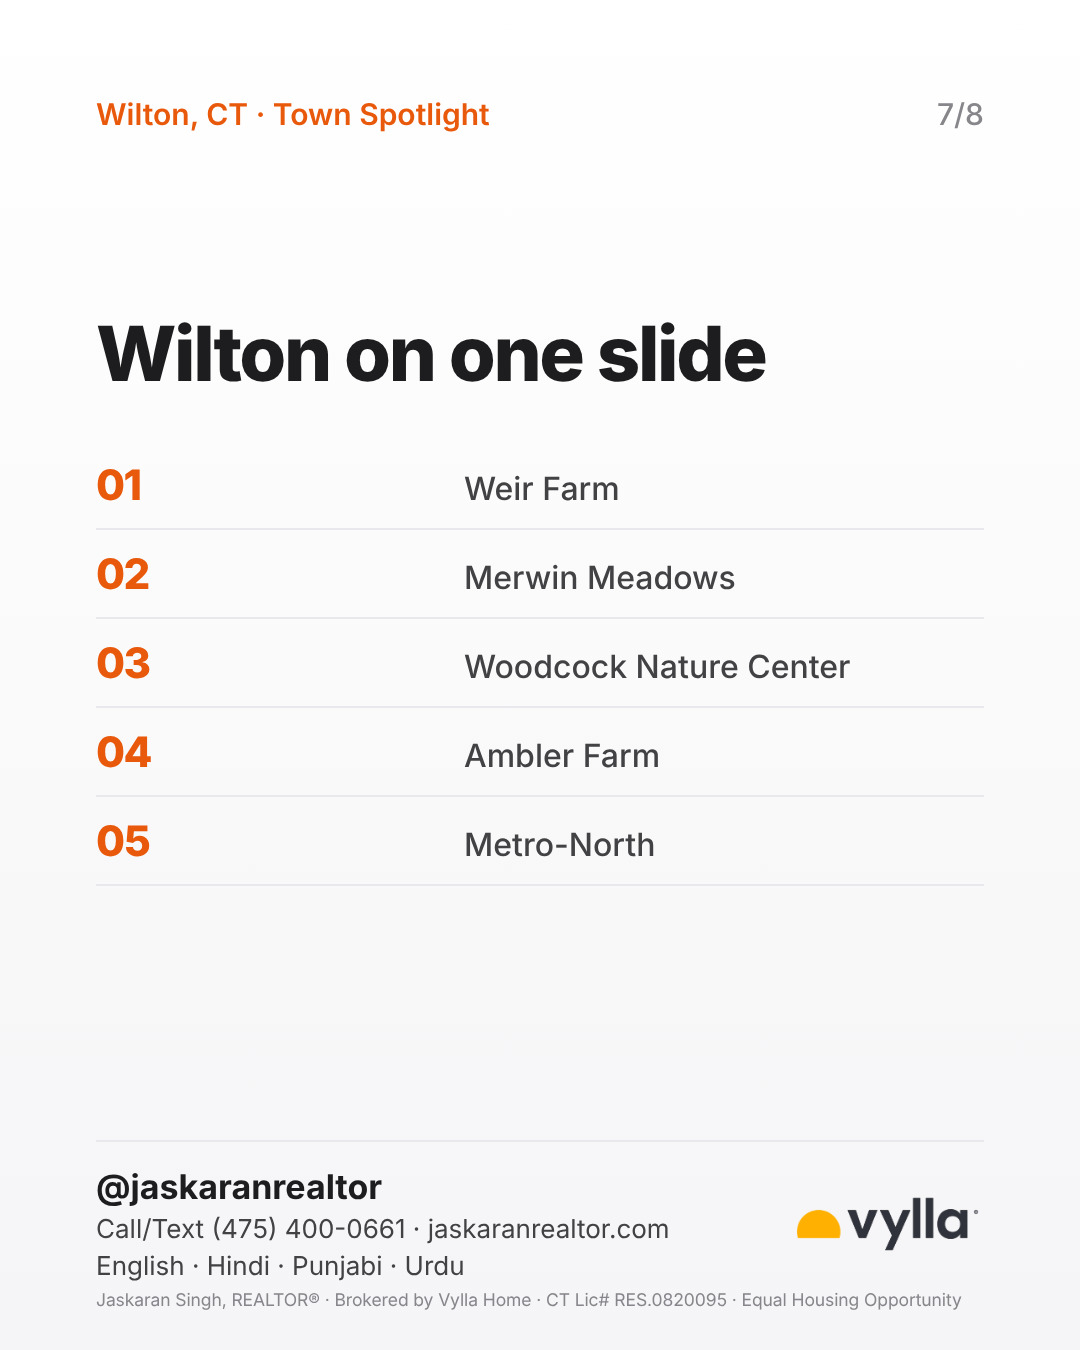 Wilton, CT · Town Spotlight
7/8
Wilton on one slide
01 Weir Farm
02 Merwin Meadows
03 Woodcock Nature Center
04 Ambler Farm
05 Metro-North
@jaskaranrealtor
Call/Text (475) 400-0661 · jaskaranrealtor.com
English · Hindi · Punjabi · Urdu
Jaskaran Singh, REALTOR® · Brokered by Vylla Home · CT Lic# RES.0820095 · Equal Housing Opportunity
vylla